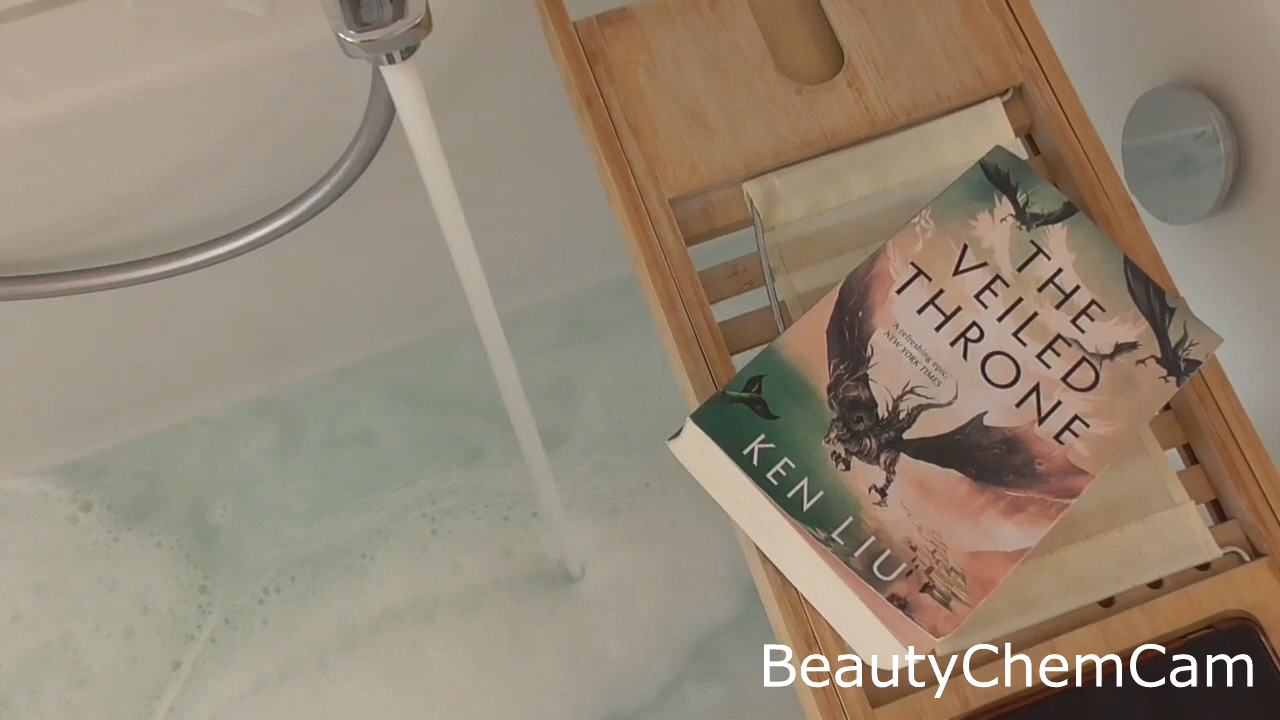 THE
VEILED
THRONE
'A refreshing epic.'
NEW YORK TIMES
KEN LIU
BeautyChemCam